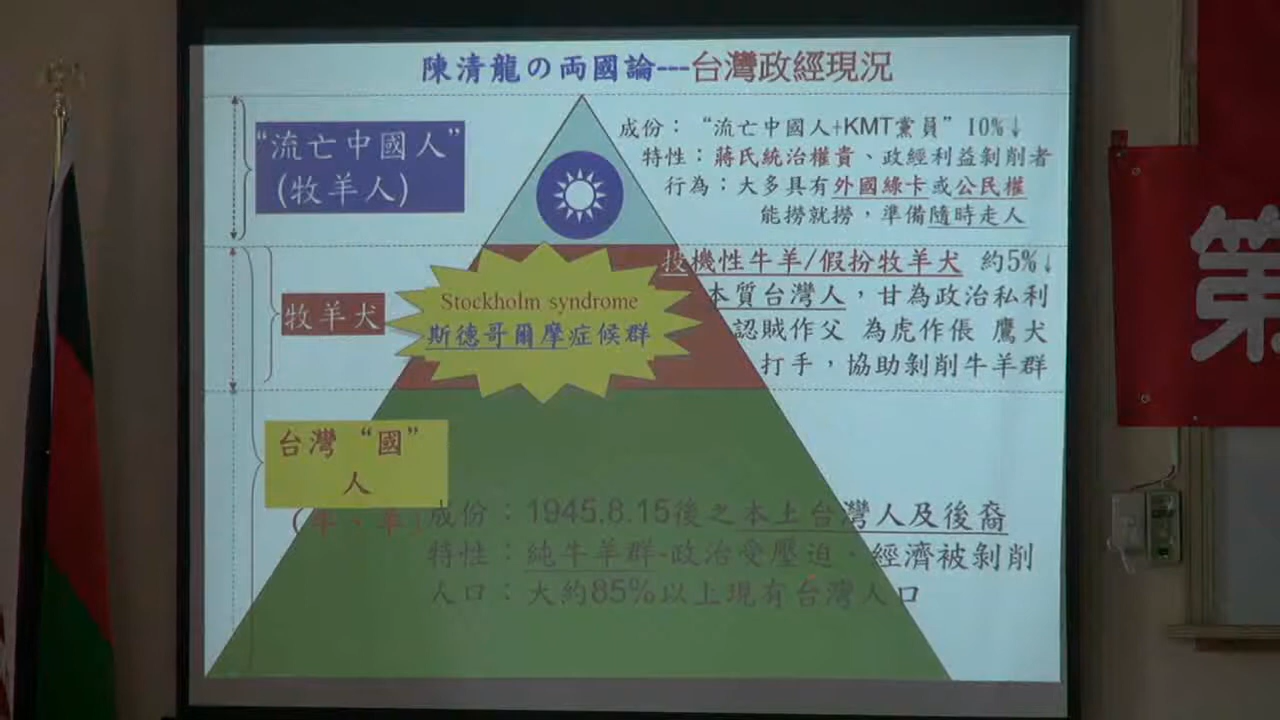 陳清龍の両國論---台灣政經現況
“流亡中國人”
(牧羊人)
成份：“流亡中國人+KMT黨員”10%↓
特性：蔣氏統治權貴、政經利益剝削者
行為：大多具有外國綠卡或公民權
能撈就撈，準備隨時走人
牧羊犬
Stockholm syndrome
斯德哥爾摩症候群
投機性牛羊/假扮牧羊犬 約5%↓
本質台灣人，甘為政治私利
認賊作父 為虎作倀 鷹犬
打手，協助剝削牛羊群
台灣“國”
人
(牛、羊)
成份：1945.8.15後之本土台灣人及後裔
特性：純牛羊群-政治受壓迫、經濟被剝削
人口：大約85%以上現有台灣人口
第